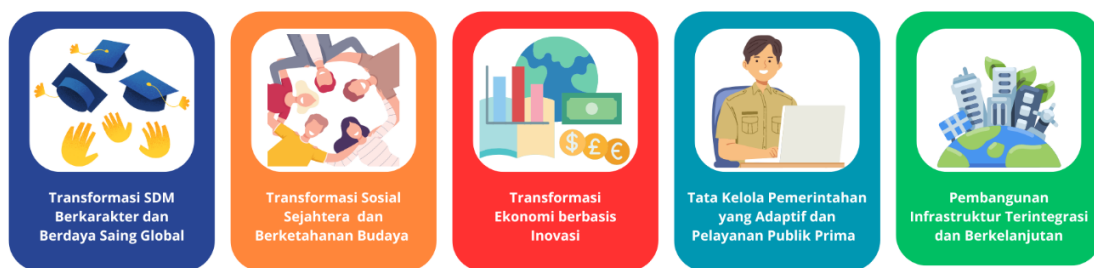 Transformasi SDM
Berkarakter dan
Berdaya Saing Global
Transformasi Sosial
Sejahtera dan
Berketahanan Budaya
Transformasi
Ekonomi berbasis
Inovasi
$ £ €
Tata Kelola Pemerintahan
yang Adaptif dan
Pelayanan Publik Prima
Pembangunan
Infrastruktur Terintegrasi
dan Berkelanjutan